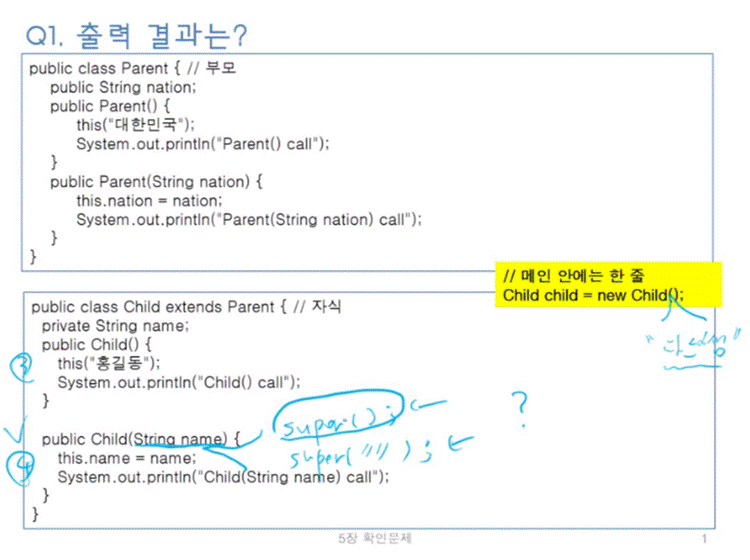 Q1. 출력 결과는?
public class Parent { // 부모
public String nation;
public Parent() {
this("대한민국");
System.out.println("Parent() call");
}
public Parent(String nation) {
this.nation = nation;
System.out.println("Parent(String nation) call");
}
}
// 메인 안에는 한 줄
Child child = new Child();
public class Child extends Parent { // 자식
private String name;
public Child() {
③ this("홍길동");
System.out.println("Child() call");
}
super(); ?
public Child(String name) {
super(" ");
④ this.name = name;
System.out.println("Child(String name) call");
}
}
5장 확인문제
1